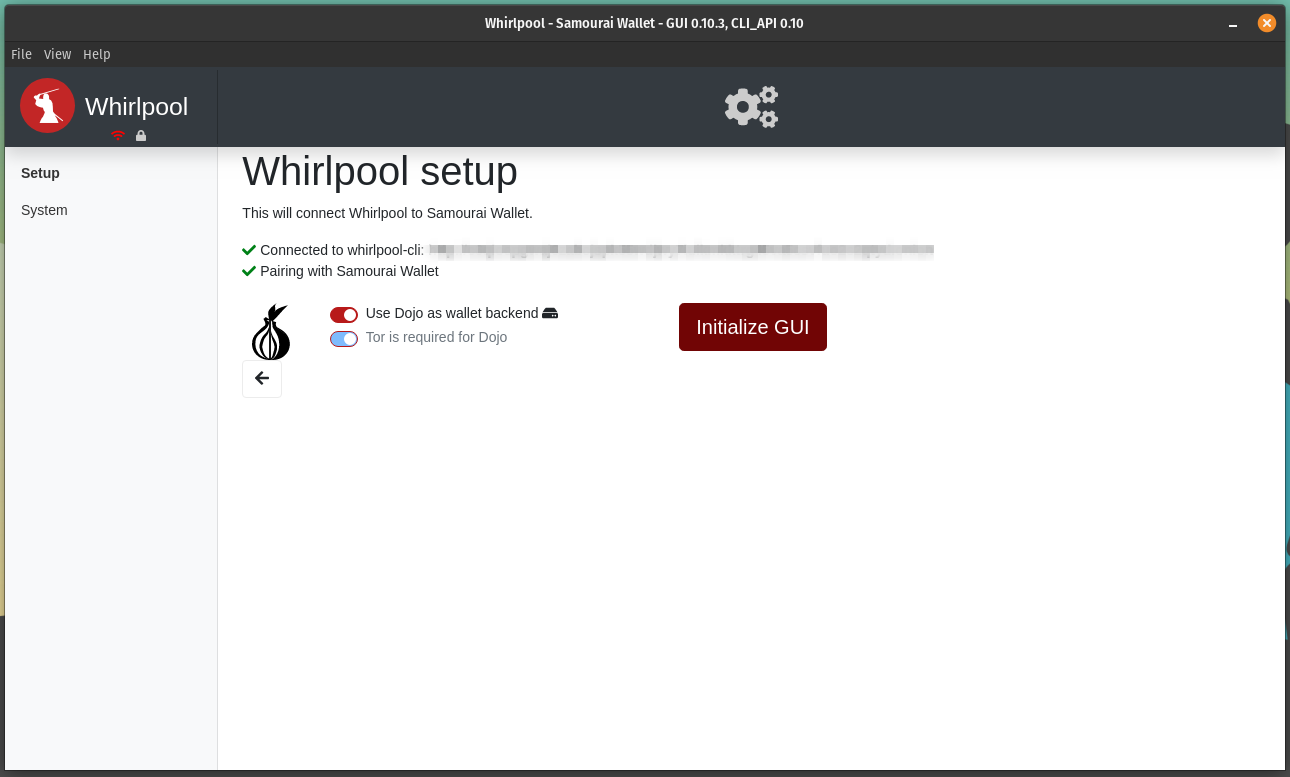 Whirlpool - Samourai Wallet - GUI 0.10.3, CLI_API 0.10
File View Help
Whirlpool
Setup
System
Whirlpool setup
This will connect Whirlpool to Samourai Wallet.
Connected to whirlpool-cli:
Pairing with Samourai Wallet
Use Dojo as wallet backend
Tor is required for Dojo
Initialize GUI